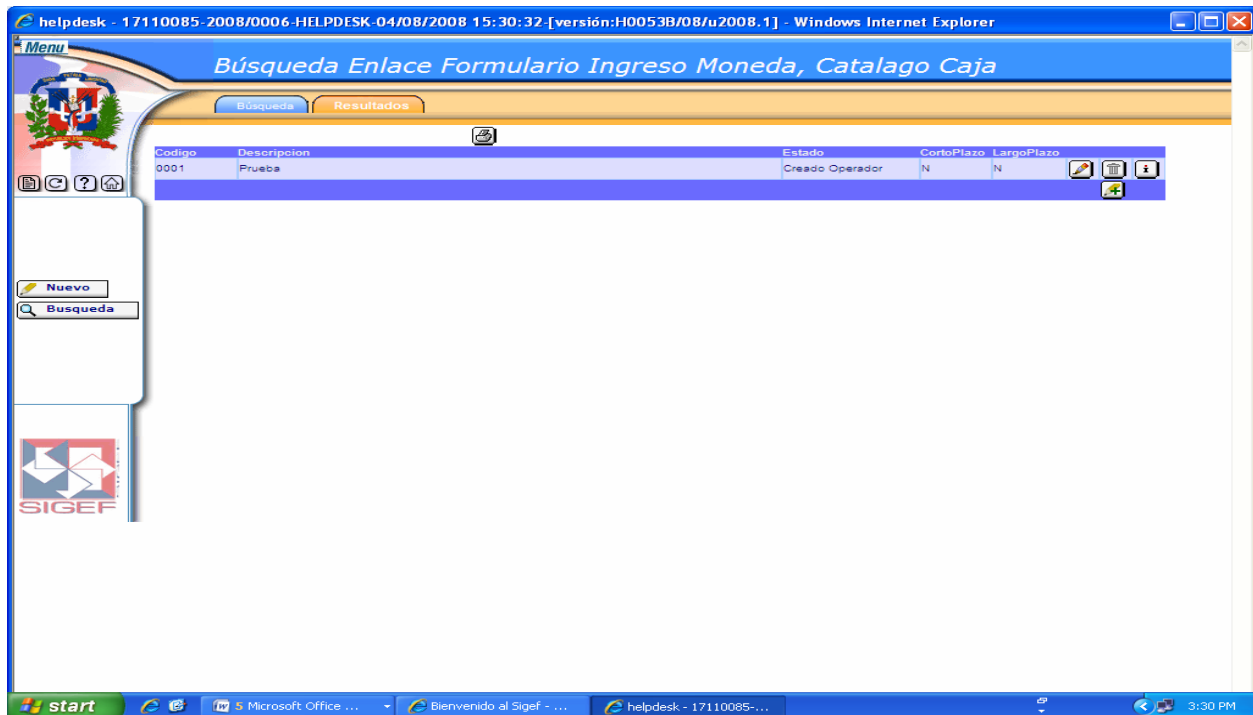 helpdesk - 17110085-2008/0006-HELPDESK-04/08/2008 15:30:32-[versión:H0053B/08/u2008.1] - Windows Internet Explorer
Menu
Búsqueda Enlace Formulario Ingreso Moneda, Catalago Caja
Búsqueda Resultados
Codigo Descripcion Estado CortoPlazo LargoPlazo
0001 Prueba Creado Operador N N
Nuevo
Busqueda
SIGEF
start 5 Microsoft Office ... Bienvenido al Sigef - ... helpdesk - 17110085-... 3:30 PM